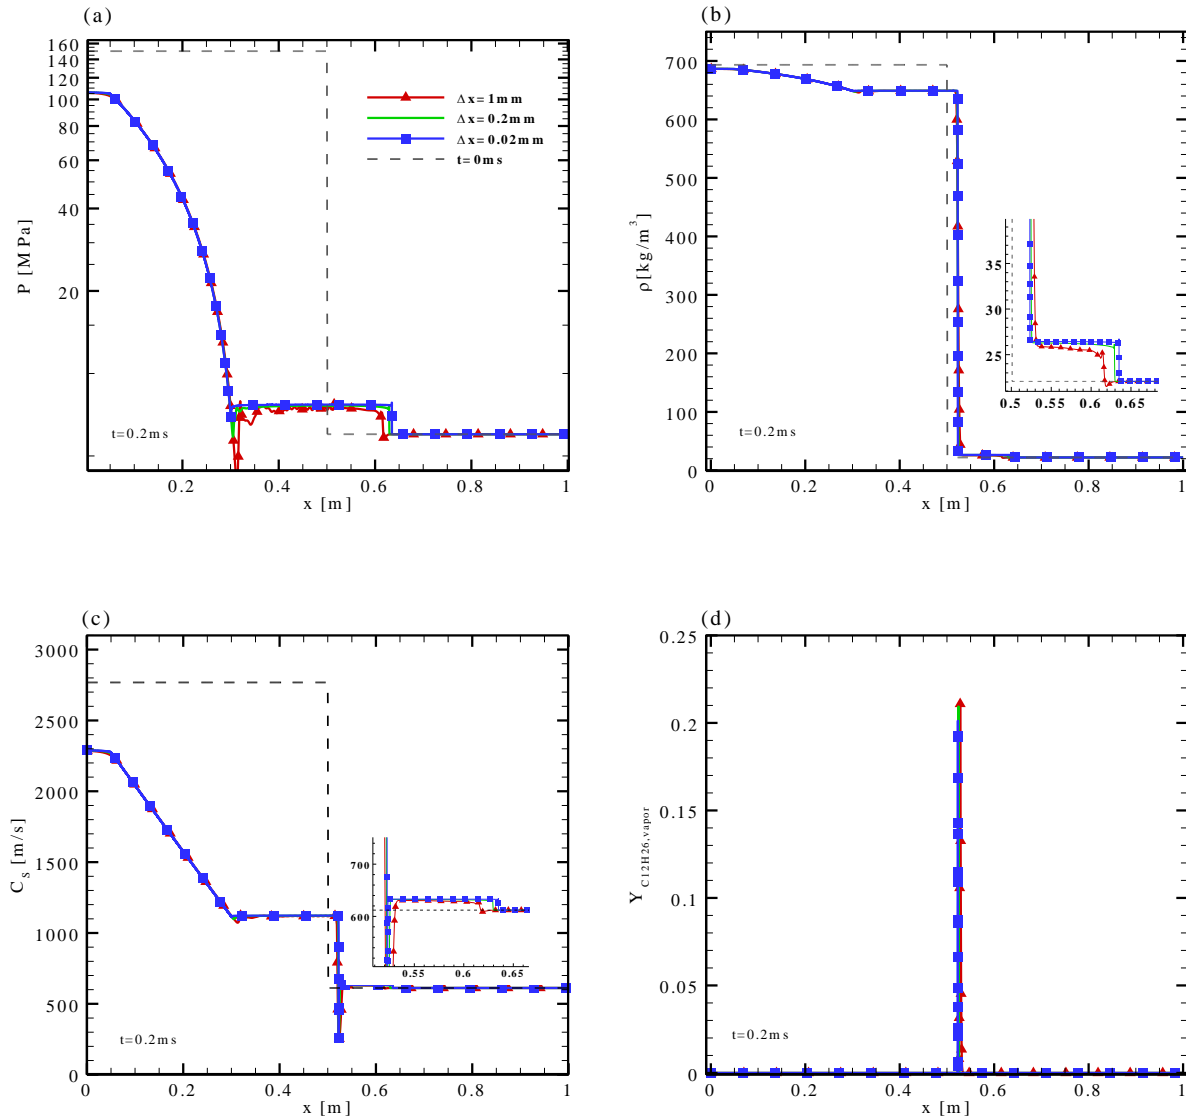 (a)
160
140
120
100
80
60
40
20
P [MPa]
Δx=1mm
Δx=0.2mm
Δx=0.02mm
t=0ms
t=0.2ms
0.2 0.4 0.6 0.8 1
x [m]
(b)
700
600
500
400
300
200
100
0
ρ[kg/m³]
35
30
25
0.5 0.55 0.6 0.65
t=0.2ms
0 0.2 0.4 0.6 0.8 1
x [m]
(c)
3000
2500
2000
1500
1000
500
0
C_s [m/s]
700
600
0.55 0.6 0.65
t=0.2ms
0 0.2 0.4 0.6 0.8 1
x [m]
(d)
0.25
0.2
0.15
0.1
0.05
0
Y_C12H26,vapor
t=0.2ms
0 0.2 0.4 0.6 0.8 1
x [m]